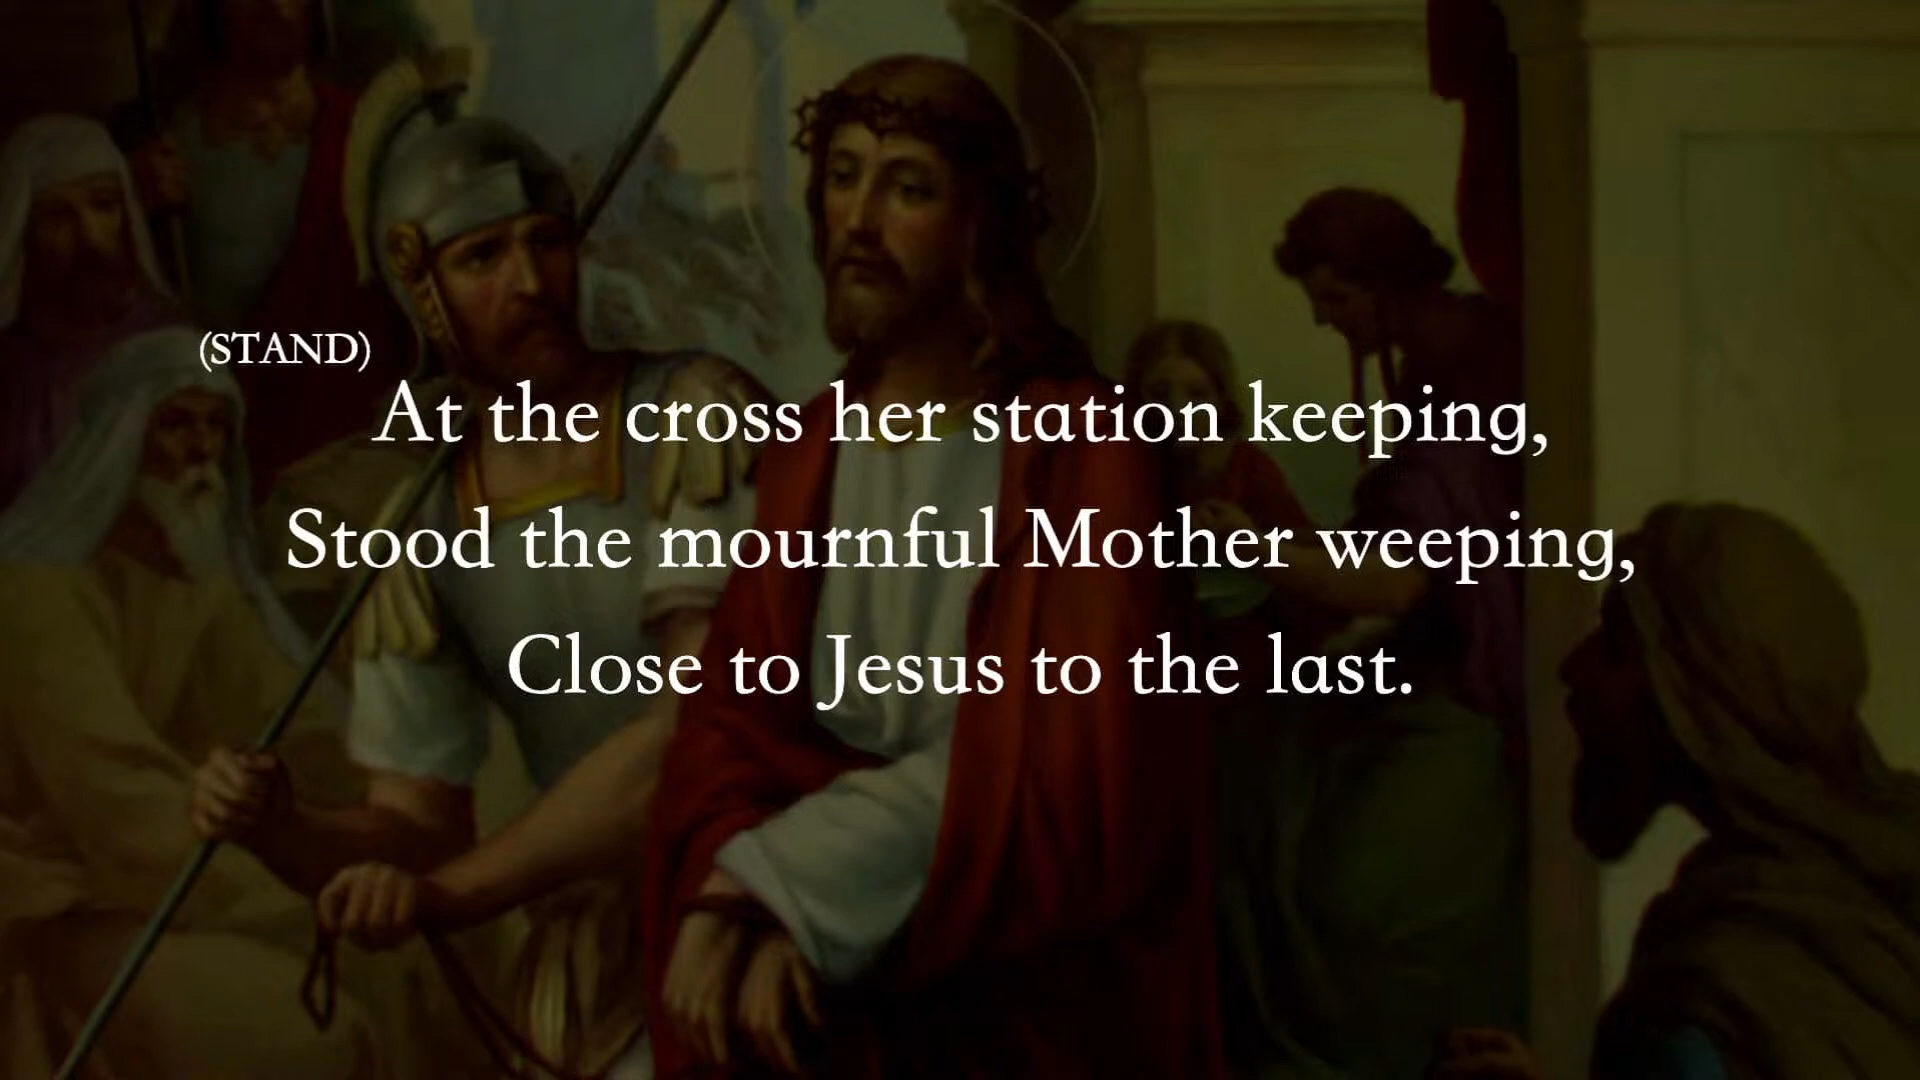 (STAND)
At the cross her station keeping,
Stood the mournful Mother weeping,
Close to Jesus to the last.